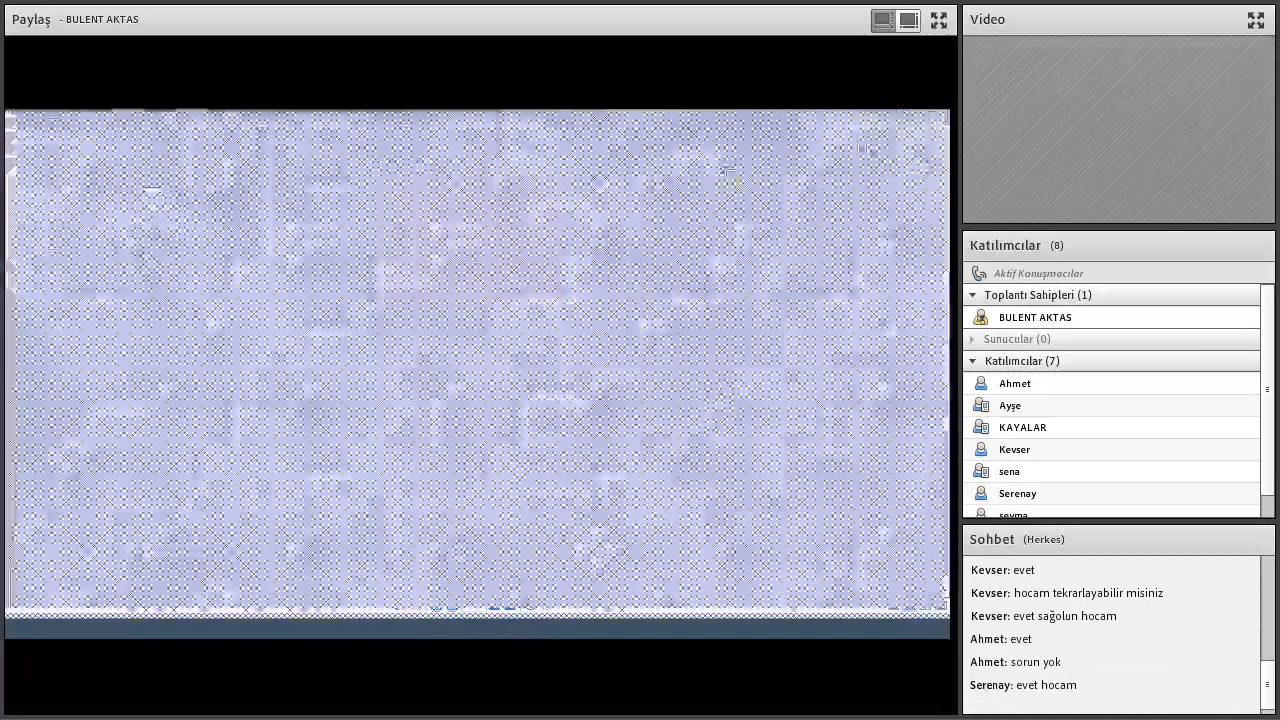 Paylaş - BULENT AKTAS
Video
Katılımcılar (8)
Aktif Konuşmacılar
Toplantı Sahipleri (1)
BULENT AKTAS
Sunucular (0)
Katılımcılar (7)
Ahmet
Ayşe
KAYALAR
Kevser
sena
Serenay
şeyma
Sohbet (Herkes)
Kevser: evet
Kevser: hocam tekrarlayabilir misiniz
Kevser: evet sağolun hocam
Ahmet: evet
Ahmet: sorun yok
Serenay: evet hocam